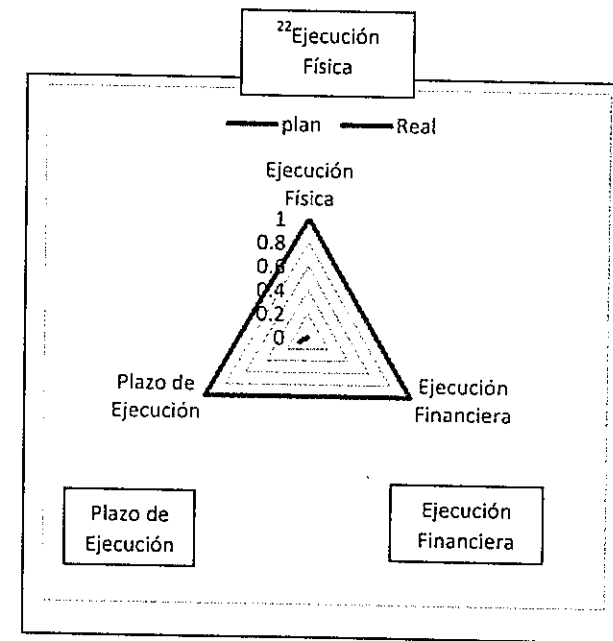 ²²Ejecución
Física
plan Real
Ejecución
Física
1
0.8
0.6
0.4
0.2
0
Plazo de
Ejecución
Ejecución
Financiera
Plazo de
Ejecución
Ejecución
Financiera